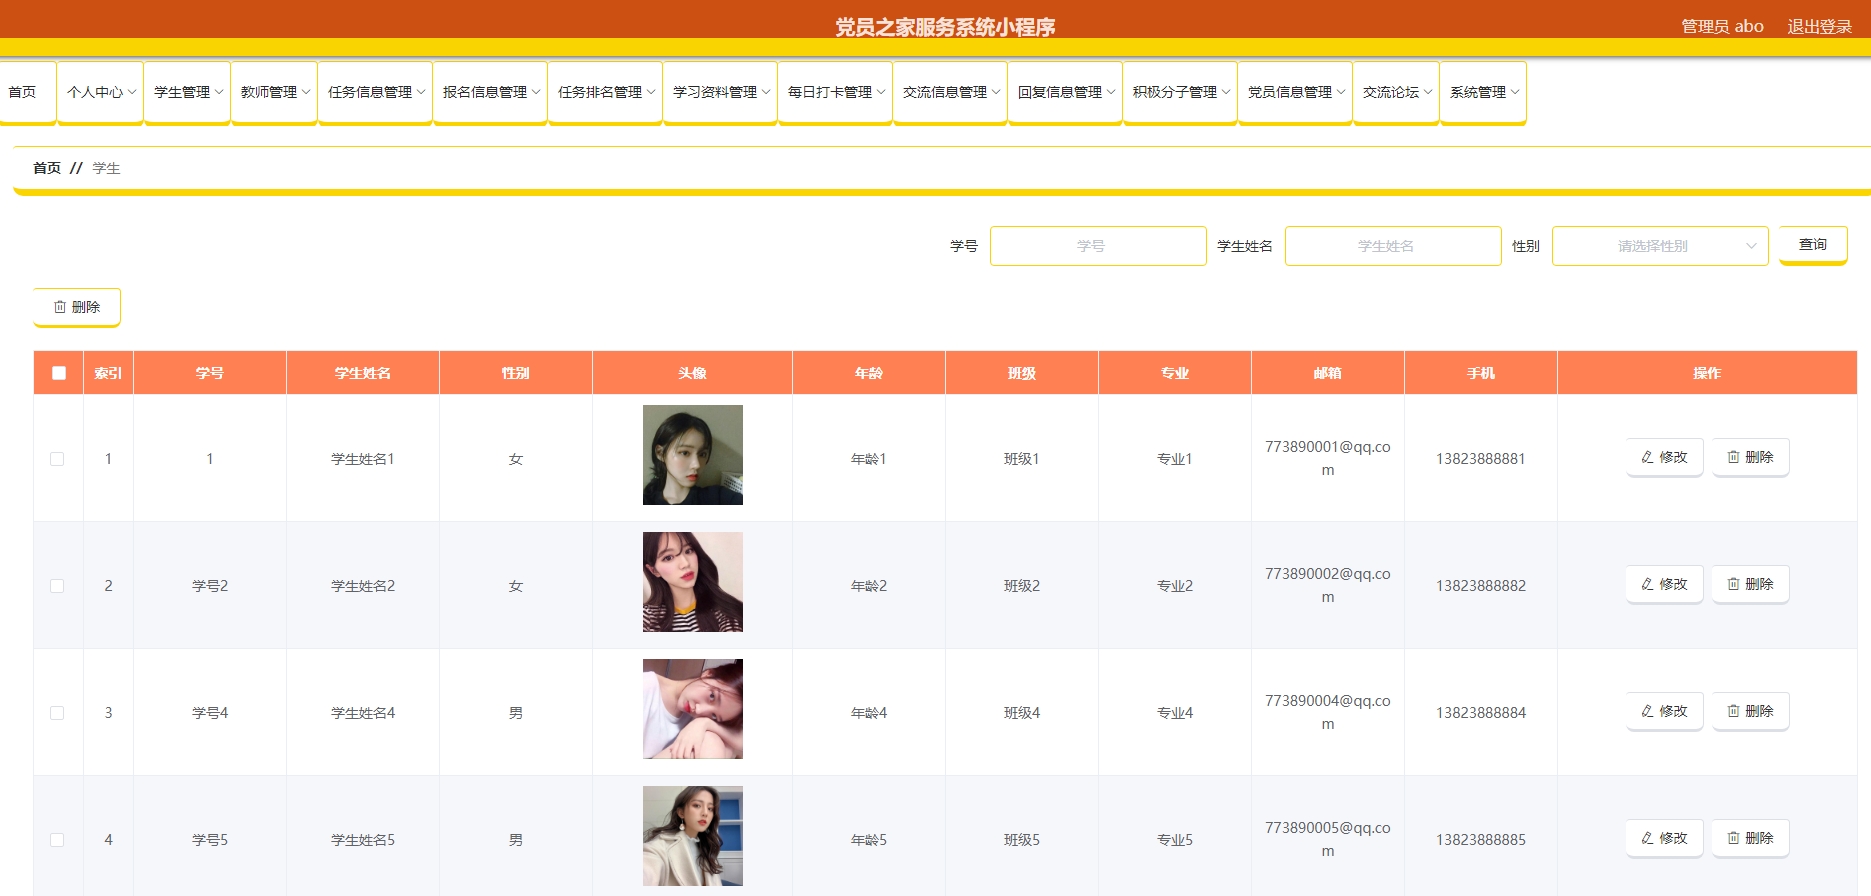 党员之家服务系统小程序
管理员 abo 退出登录
首页 个人中心 学生管理 教师管理 任务信息管理 报名信息管理 任务排名管理 学习资料管理 每日打卡管理 交流信息管理 回复信息管理 积极分子管理 党员信息管理 交流论坛 系统管理
首页 // 学生
学号 学号 学生姓名 学生姓名 性别 请选择性别 查询
删除
索引 学号 学生姓名 性别 头像 年龄 班级 专业 邮箱 手机 操作
1 1 学生姓名1 女 年龄1 班级1 专业1 773890001@qq.co
m 13823888881 修改 删除
2 学号2 学生姓名2 女 年龄2 班级2 专业2 773890002@qq.co
m 13823888882 修改 删除
3 学号4 学生姓名4 男 年龄4 班级4 专业4 773890004@qq.co
m 13823888884 修改 删除
4 学号5 学生姓名5 男 年龄5 班级5 专业5 773890005@qq.co
m 13823888885 修改 删除